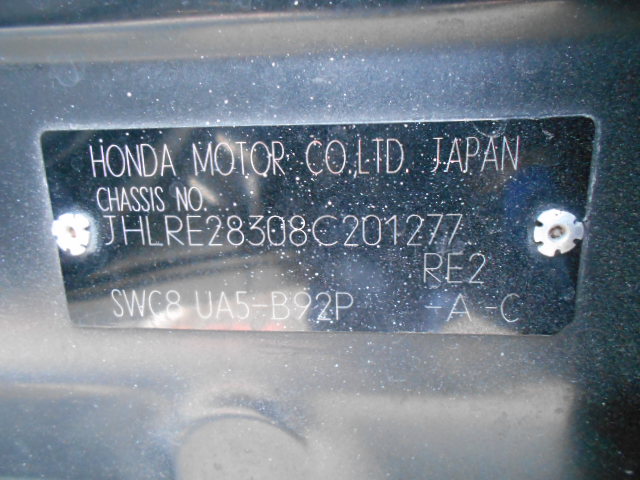 HONDA MOTOR CO.,LTD. JAPAN
CHASSIS NO.
JHLRE28308C201277
RE2
SWC8 UA5-B92P -A -C